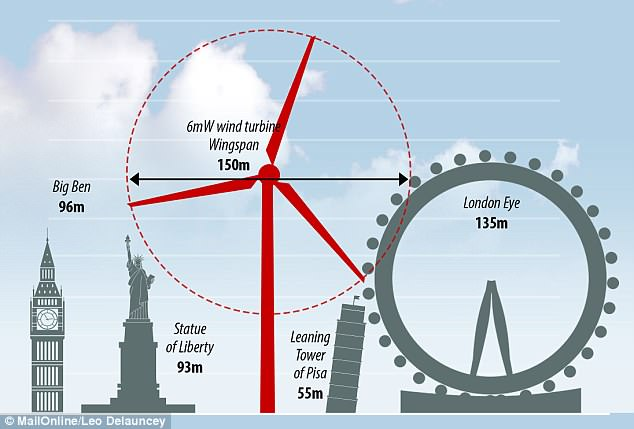 6mW wind turbine
Wingspan
150m
Big Ben
96m
London Eye
135m
Statue
of Liberty
93m
Leaning
Tower
of Pisa
55m
© MailOnline/Leo Delauncey